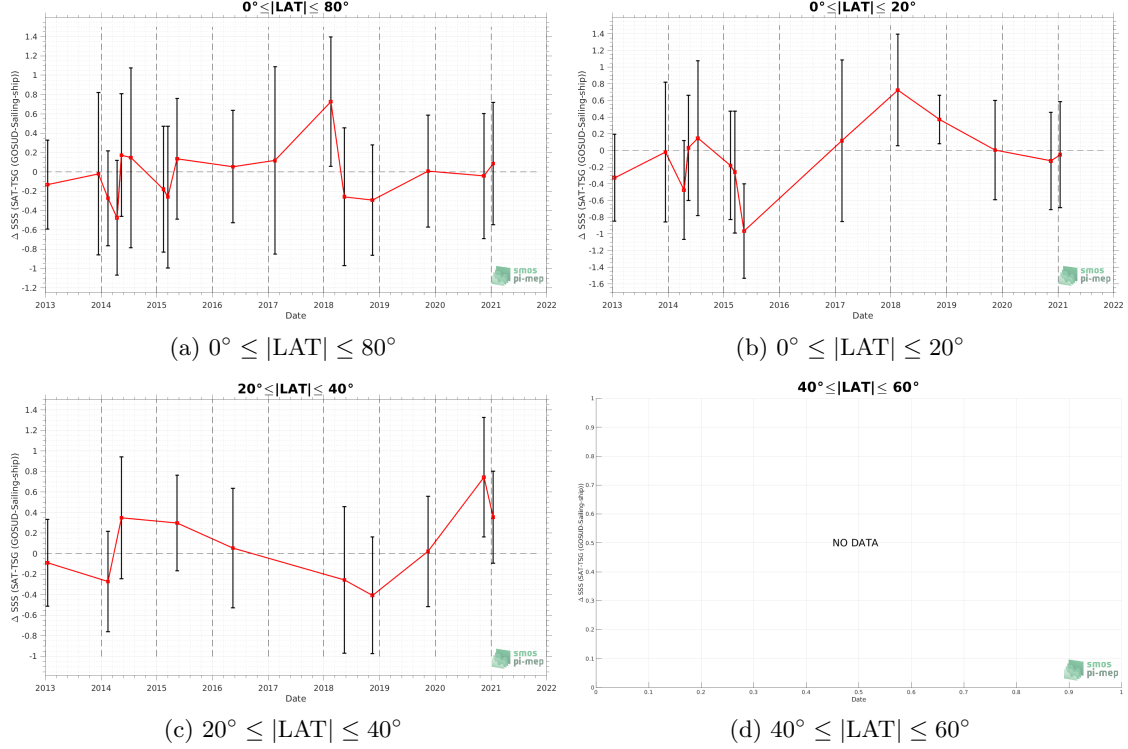 0°≤|LAT|≤ 80°
Δ SSS (SAT-TSG (GOSUD-Sailing-ship))
1.4
1.2
1
0.8
0.6
0.4
0.2
0
-0.2
-0.4
-0.6
-0.8
-1
-1.2
2013 2014 2015 2016 2017 2018 2019 2020 2021 2022
Date
smos
pi-mep
(a) 0° ≤ |LAT| ≤ 80°
0°≤|LAT|≤ 20°
Δ SSS (SAT-TSG (GOSUD-Sailing-ship))
1.4
1.2
1
0.8
0.6
0.4
0.2
0
-0.2
-0.4
-0.6
-0.8
-1
-1.2
-1.4
-1.6
2013 2014 2015 2016 2017 2018 2019 2020 2021 2022
Date
smos
pi-mep
(b) 0° ≤ |LAT| ≤ 20°
20°≤|LAT|≤ 40°
Δ SSS (SAT-TSG (GOSUD-Sailing-ship))
1.4
1.2
1
0.8
0.6
0.4
0.2
0
-0.2
-0.4
-0.6
-0.8
-1
2013 2014 2015 2016 2017 2018 2019 2020 2021 2022
Date
smos
pi-mep
(c) 20° ≤ |LAT| ≤ 40°
40°≤|LAT|≤ 60°
Δ SSS (SAT-TSG (GOSUD-Sailing-ship))
1
0.9
0.8
0.7
0.6
0.5
0.4
0.3
0.2
0.1
0
NO DATA
0 0.1 0.2 0.3 0.4 0.5 0.6 0.7 0.8 0.9 1
Date
smos
pi-mep
(d) 40° ≤ |LAT| ≤ 60°